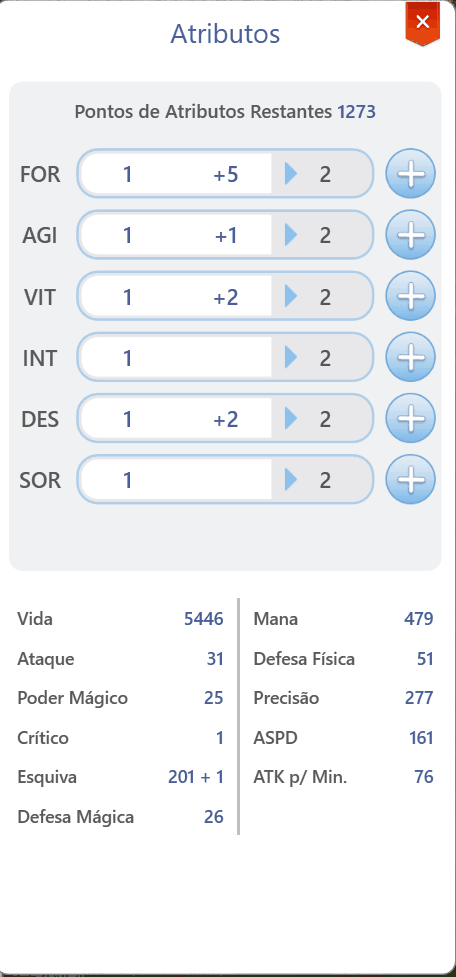 Atributos
Pontos de Atributos Restantes 1273
FOR 1 +5 2
AGI 1 +1 2
VIT 1 +2 2
INT 1 2
DES 1 +2 2
SOR 1 2
Vida 5446 Mana 479
Ataque 31 Defesa Física 51
Poder Mágico 25 Precisão 277
Crítico 1 ASPD 161
Esquiva 201 + 1 ATK p/ Min. 76
Defesa Mágica 26